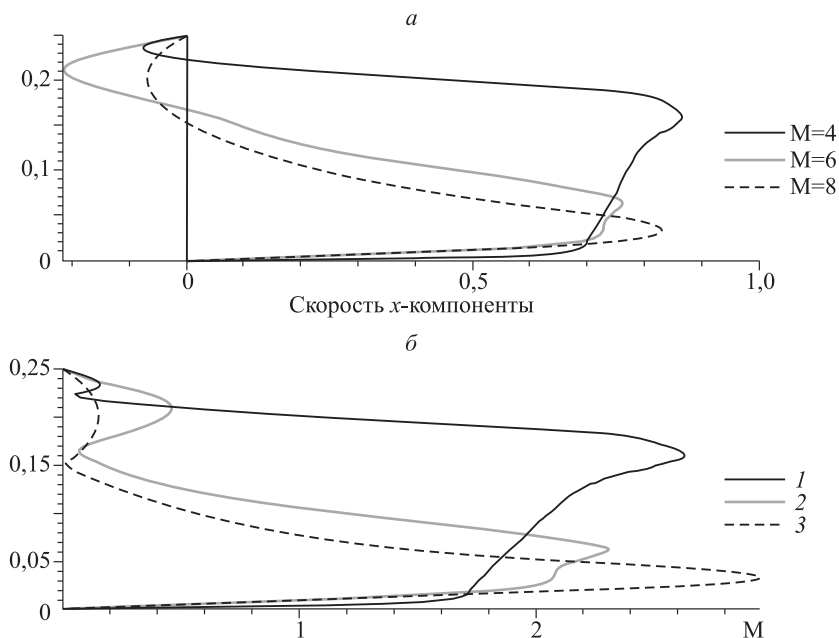 а
0,2
0,1
0
0
0,5
1,0
Скорость x-компоненты
M=4
M=6
M=8
б
0,25
0,15
0,05
0
1
2
M
1
2
3